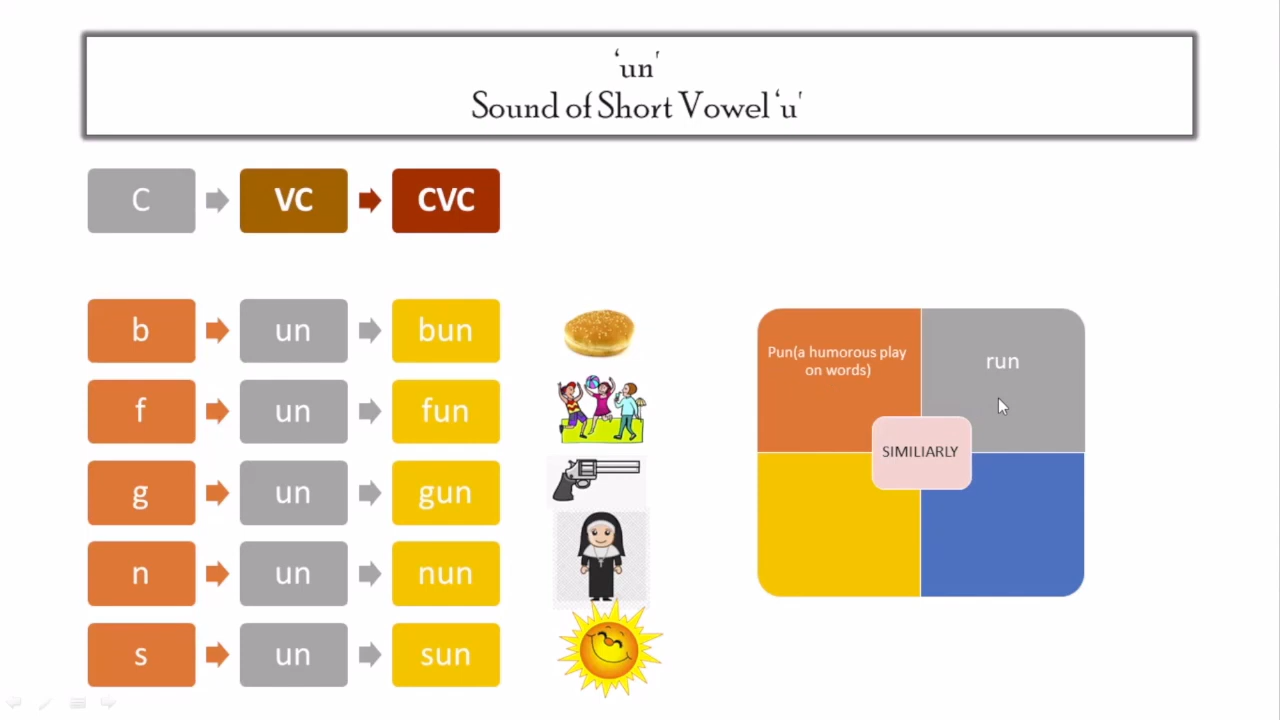 ‘un’
Sound of Short Vowel ‘u’
C VC CVC
b un bun
f un fun
g un gun
n un nun
s un sun
Pun(a humorous play
on words)
run
SIMILIARLY